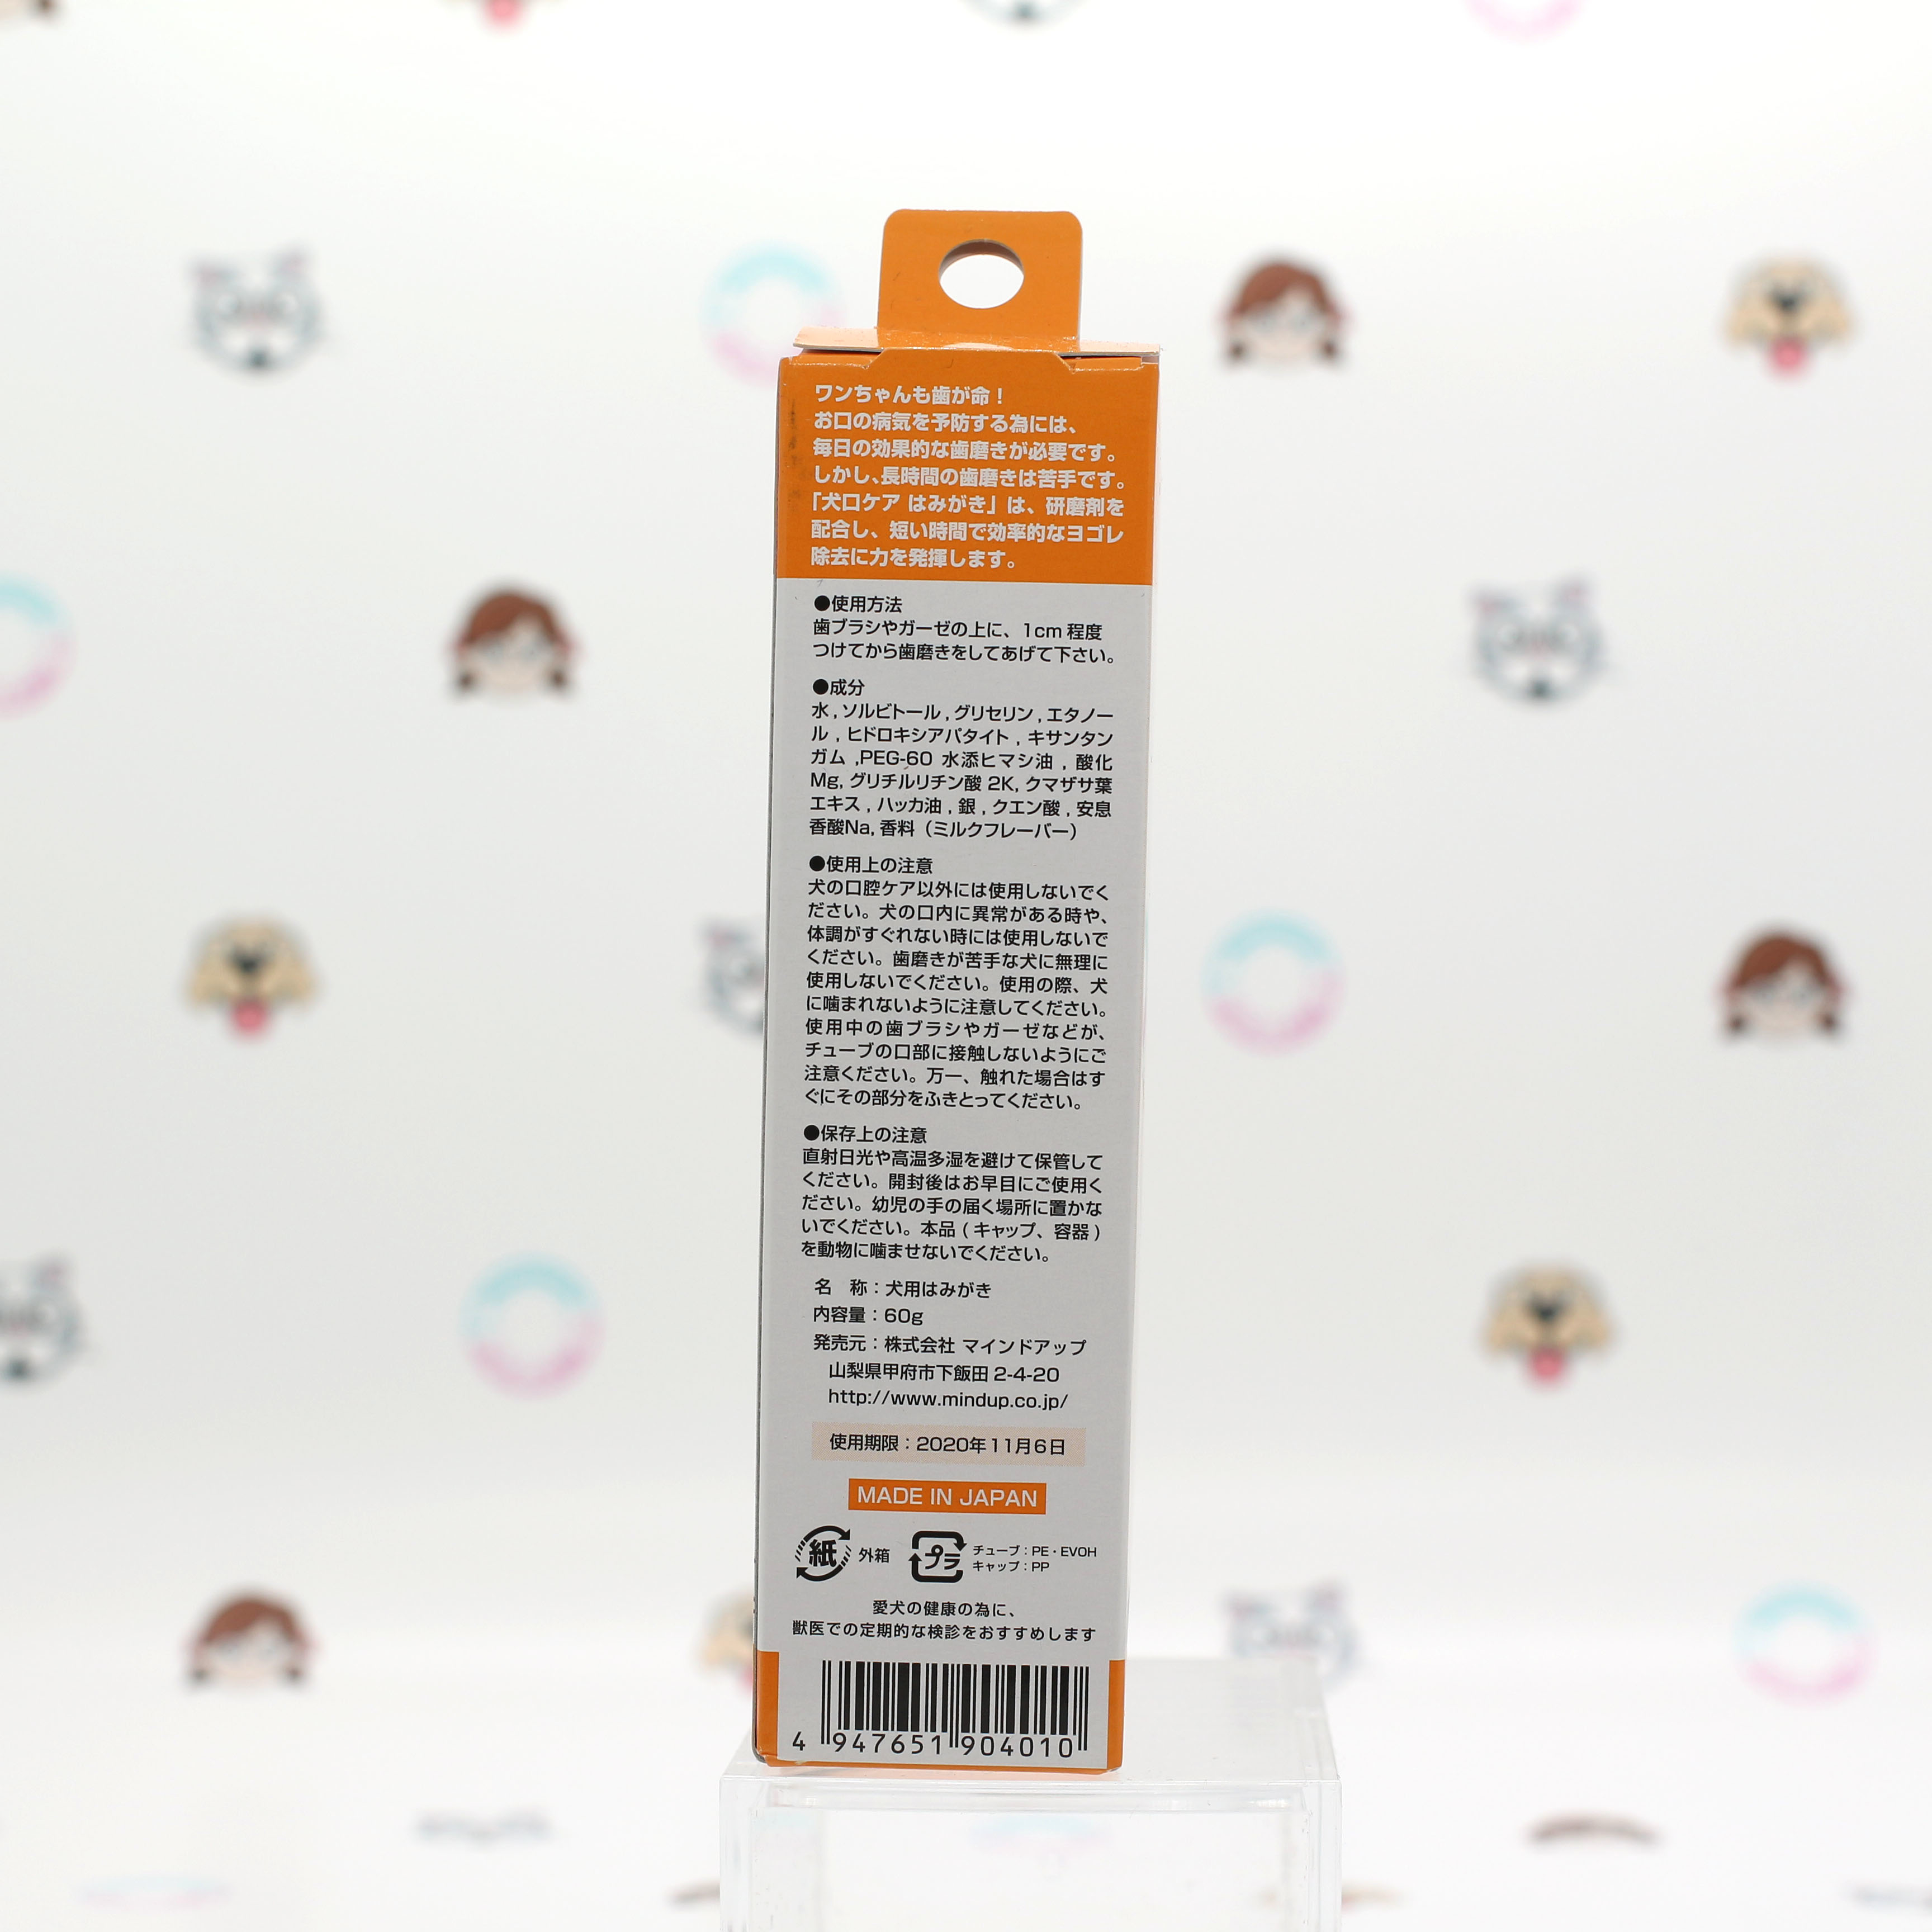 ワンちゃんも歯が命！
お口の病気を予防する為には、
毎日の効果的な歯磨きが必要です。
しかし、長時間の歯磨きは苦手です。
「犬口ケア はみがき」は、研磨剤を
配合し、短い時間で効率的なヨゴレ
除去に力を発揮します。
●使用方法
歯ブラシやガーゼの上に、1cm 程度
つけてから歯磨きをしてあげて下さい。
●成分
水 , ソルビトール , グリセリン , エタノー
ル , ヒドロキシアパタイト , キサンタン
ガム ,PEG-60 水添ヒマシ油 , 酸化
Mg, グリチルリチン酸 2K, クマザサ葉
エキス , ハッカ油 , 銀 , クエン酸 , 安息
香酸Na, 香料（ミルクフレーバー）
●使用上の注意
犬の口腔ケア以外には使用しないでく
ださい。犬の口内に異常がある時や、
体調がすぐれない時には使用しないで
ください。歯磨きが苦手な犬に無理に
使用しないでください。使用の際、犬
に噛まれないように注意してください。
使用中の歯ブラシやガーゼなどが、
チューブの口部に接触しないようにご
注意ください。万一、触れた場合はす
ぐにその部分をふきとってください。
●保存上の注意
直射日光や高温多湿を避けて保管して
ください。開封後はお早目にご使用く
ださい。幼児の手の届く場所に置かな
いでください。本品 ( キャップ、容器 )
を動物に噛ませないでください。
名　称：犬用はみがき
内容量：60g
発売元：株式会社 マインドアップ
山梨県甲府市下飯田 2-4-20
http://www.mindup.co.jp/
使用期限：2020年11月6日
MADE IN JAPAN
紙 外箱 プラ チューブ：PE・EVOH
キャップ：PP
愛犬の健康の為に、
獣医での定期的な検診をおすすめします
4 947651 904010